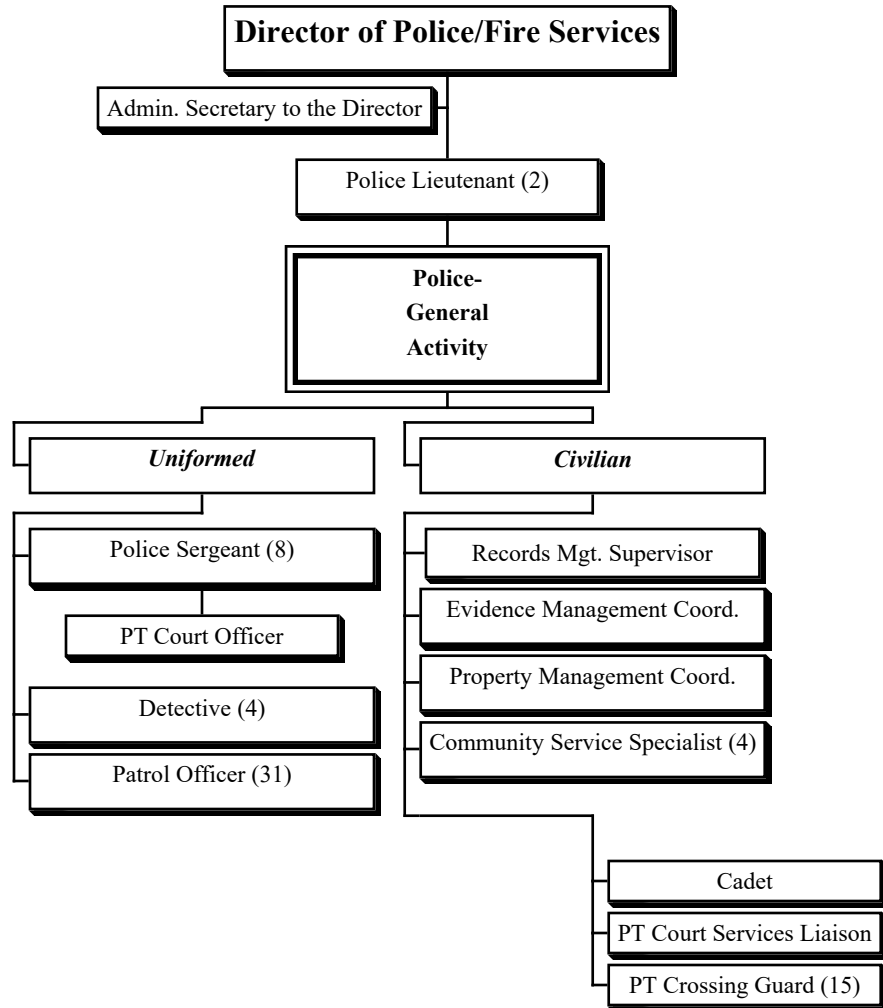 Director of Police/Fire Services
Admin. Secretary to the Director
Police Lieutenant (2)
Police-
General
Activity
Uniformed
Civilian
Police Sergeant (8)
PT Court Officer
Detective (4)
Patrol Officer (31)
Records Mgt. Supervisor
Evidence Management Coord.
Property Management Coord.
Community Service Specialist (4)
Cadet
PT Court Services Liaison
PT Crossing Guard (15)